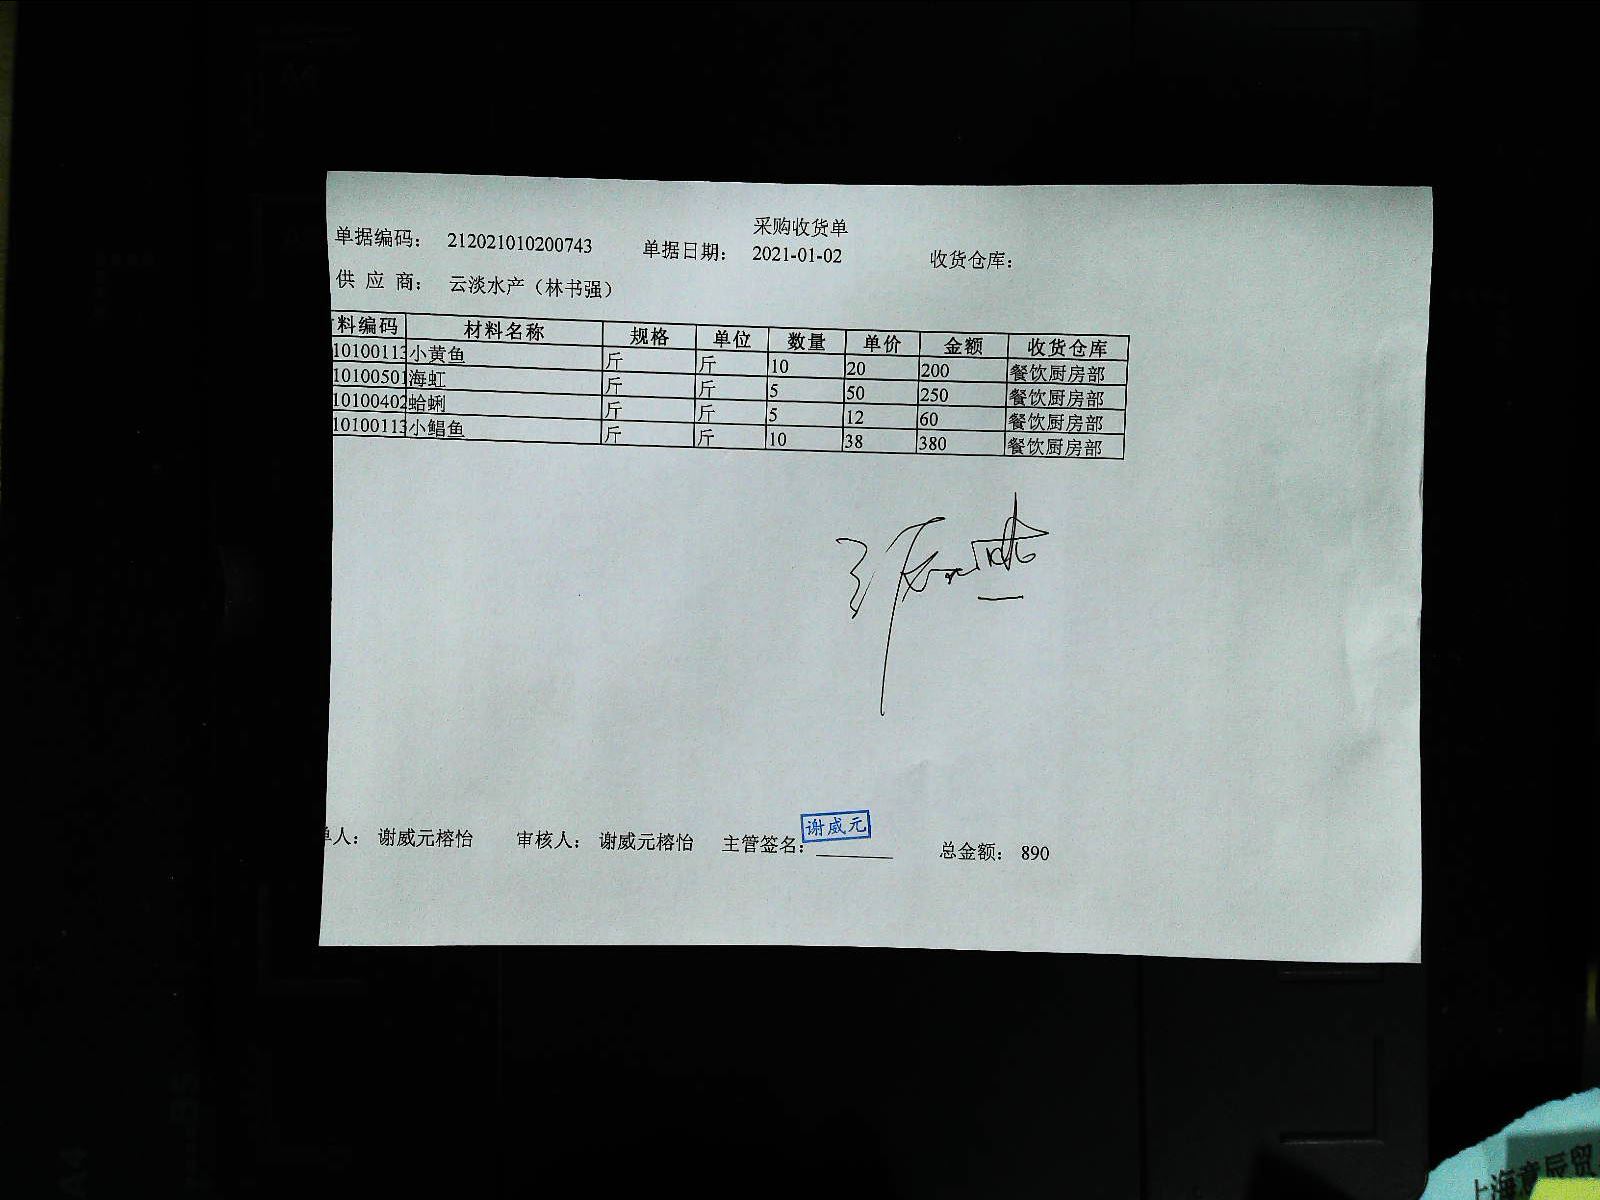 采购收货单
单据编码： 212021010200743 单据日期： 2021-01-02 收货仓库：
供 应 商： 云淡水产（林书强）
料编码 材料名称 规格 单位 数量 单价 金额 收货仓库
10100113 小黄鱼 斤 斤 10 20 200 餐饮厨房部
10100501 海虹 斤 斤 5 50 250 餐饮厨房部
10100402 蛤蜊 斤 斤 5 12 60 餐饮厨房部
10100113 小鲳鱼 斤 斤 10 38 380 餐饮厨房部
单人： 谢威元榕怡 审核人： 谢威元榕怡 主管签名： 谢威元 总金额： 890
上海章辰贸